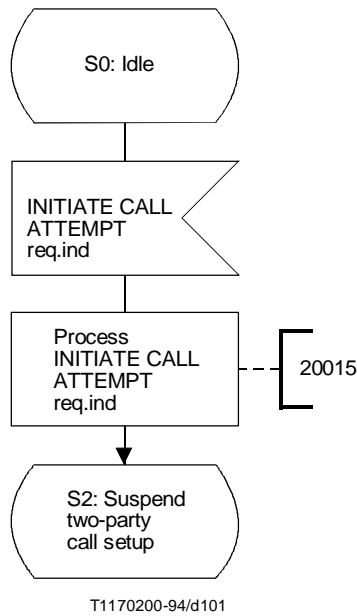 S0: Idle
INITIATE CALL
ATTEMPT
req.ind
Process
INITIATE CALL
ATTEMPT
req.ind
20015
S2: Suspend
two-party
call setup
T1170200-94/d101